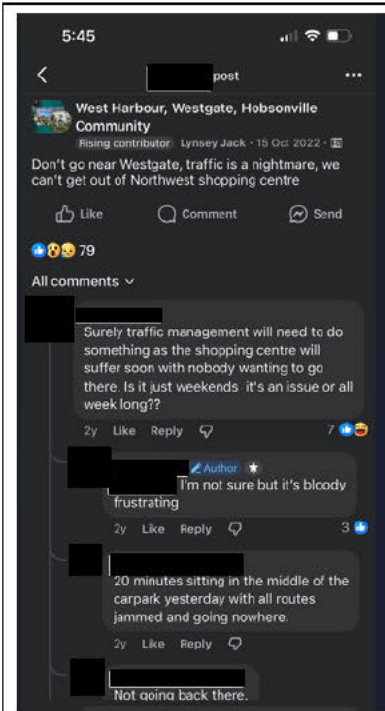 5:45
post
West Harbour, Westgate, Hobsonville
Community
Rising contributor Lynsey Jack · 15 Oct 2022 ·
Don't go near Westgate, traffic is a nightmare, we
can't get out of Northwest shopping centre
Like Comment Send
79
All comments
Surely traffic management will need to do
something as the shopping centre will
suffer soon with nobody wanting to go
there. Is it just weekends it's an issue or all
week long??
2y Like Reply 7
Author
I'm not sure but it's bloody
frustrating
2y Like Reply 3
20 minutes sitting in the middle of the
carpark yesterday with all routes
jammed and going nowhere.
2y Like Reply
Not going back there.